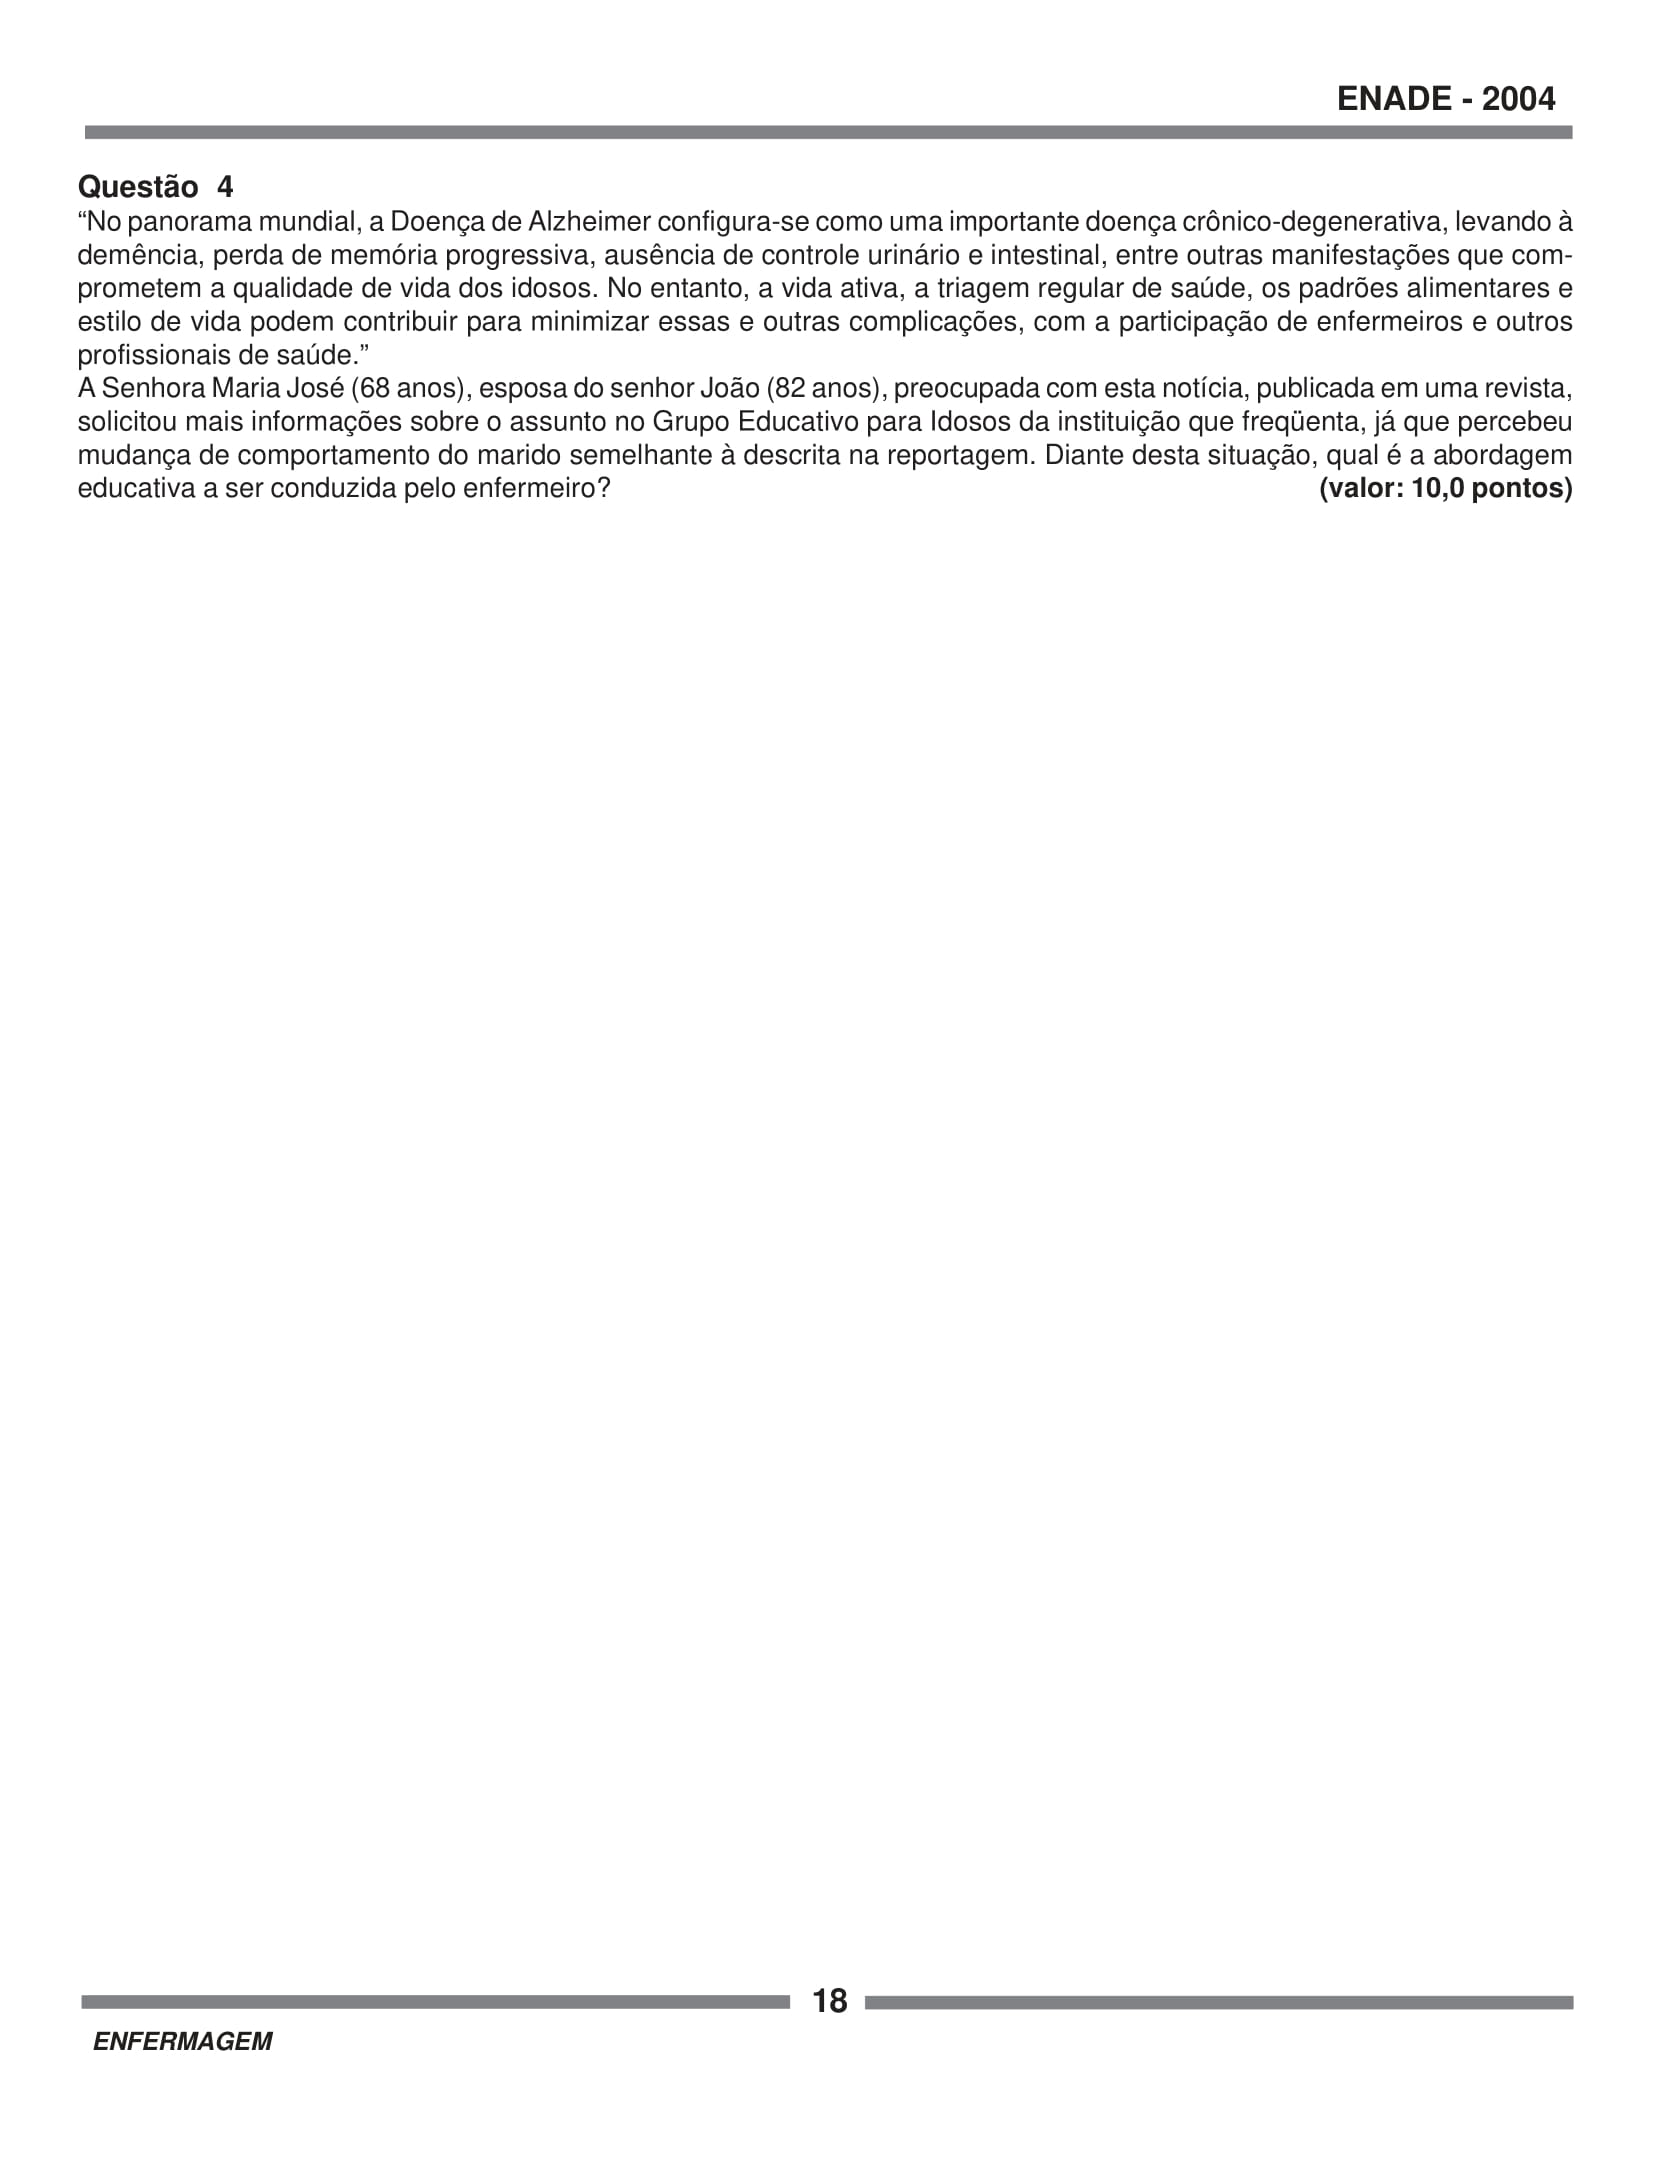 ENADE - 2004
Questão 4
“No panorama mundial, a Doença de Alzheimer configura-se como uma importante doença crônico-degenerativa, levando à
demência, perda de memória progressiva, ausência de controle urinário e intestinal, entre outras manifestações que com-
prometem a qualidade de vida dos idosos. No entanto, a vida ativa, a triagem regular de saúde, os padrões alimentares e
estilo de vida podem contribuir para minimizar essas e outras complicações, com a participação de enfermeiros e outros
profissionais de saúde.”
A Senhora Maria José (68 anos), esposa do senhor João (82 anos), preocupada com esta notícia, publicada em uma revista,
solicitou mais informações sobre o assunto no Grupo Educativo para Idosos da instituição que freqüenta, já que percebeu
mudança de comportamento do marido semelhante à descrita na reportagem. Diante desta situação, qual é a abordagem
educativa a ser conduzida pelo enfermeiro? (valor: 10,0 pontos)
18
ENFERMAGEM